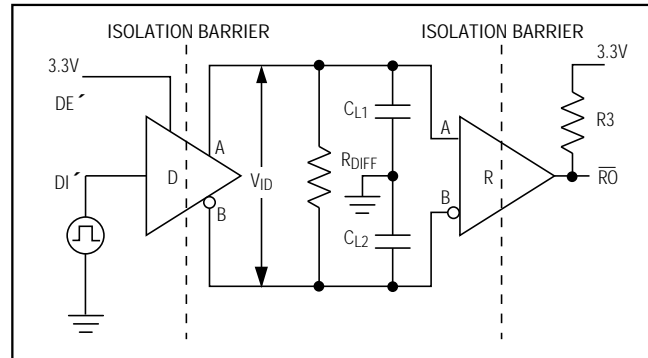 ISOLATION BARRIER
ISOLATION BARRIER
3.3V
DE´
DI´
D
A
B
VID
RDIFF
CL1
CL2
A
B
R
3.3V
R3
RO